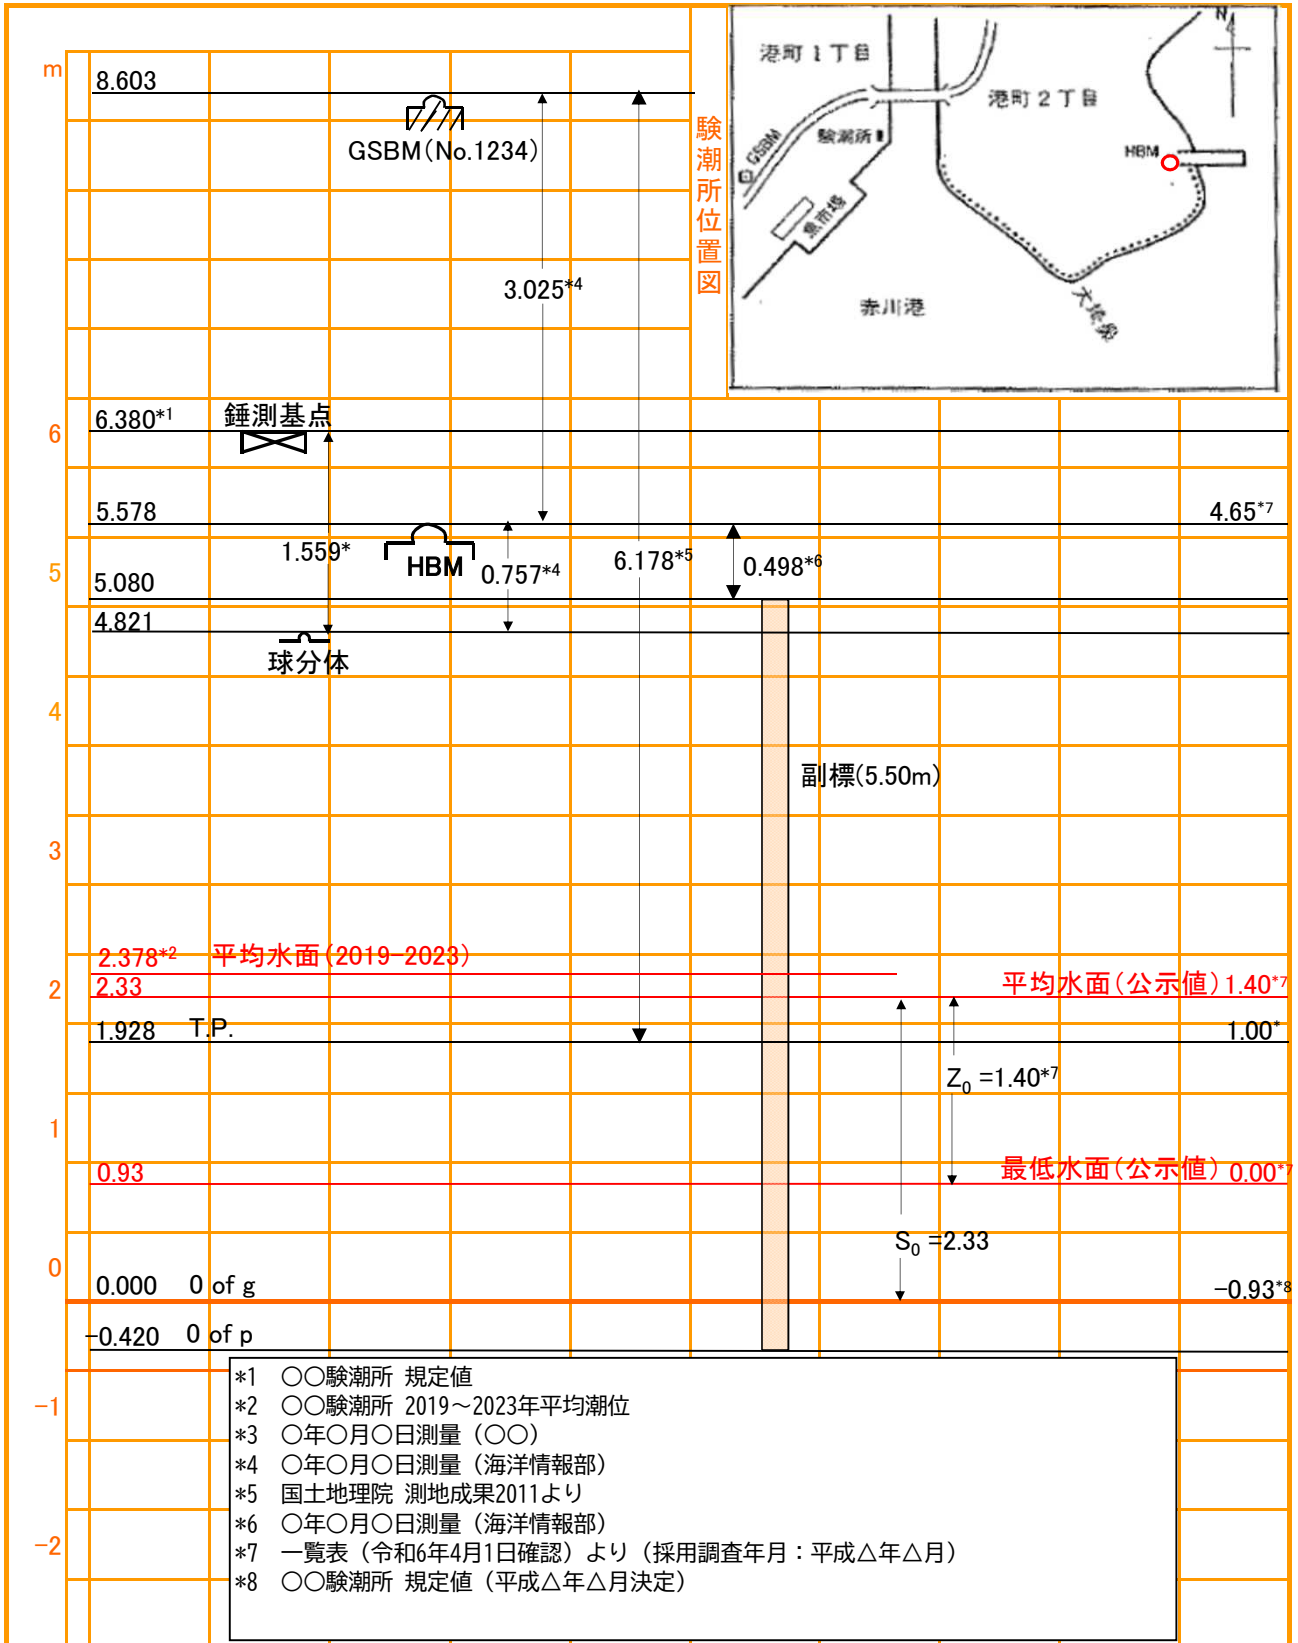 m
8.603
GSBM(No.1234)
3.025*4
験潮所位置図
港町1丁目
港町2丁目
N
験潮所
GSBM
HBM
魚市場
赤川港
6.380*1 錘測基点
6
5.578
4.65*7
1.559*
HBM
0.757*4
6.178*5
0.498*6
5
5.080
4.821
球分体
4
副標(5.50m)
3
2.378*2 平均水面(2019-2023)
2
2.33
平均水面(公示値)1.40*7
1.928 T.P.
1.00*
Z0 =1.40*7
1
0.93
最低水面(公示値) 0.00*7
S0 =2.33
0
0.000 0 of g
-0.93*8
-0.420 0 of p
*1 ○○験潮所 規定値
*2 ○○験潮所 2019～2023年平均潮位
*3 ○年○月○日測量（○○）
*4 ○年○月○日測量（海洋情報部）
*5 国土地理院 測地成果2011より
*6 ○年○月○日測量（海洋情報部）
*7 一覧表（令和6年4月1日確認）より（採用調査年月：平成△年△月）
*8 ○○験潮所 規定値（平成△年△月決定）
-1
-2